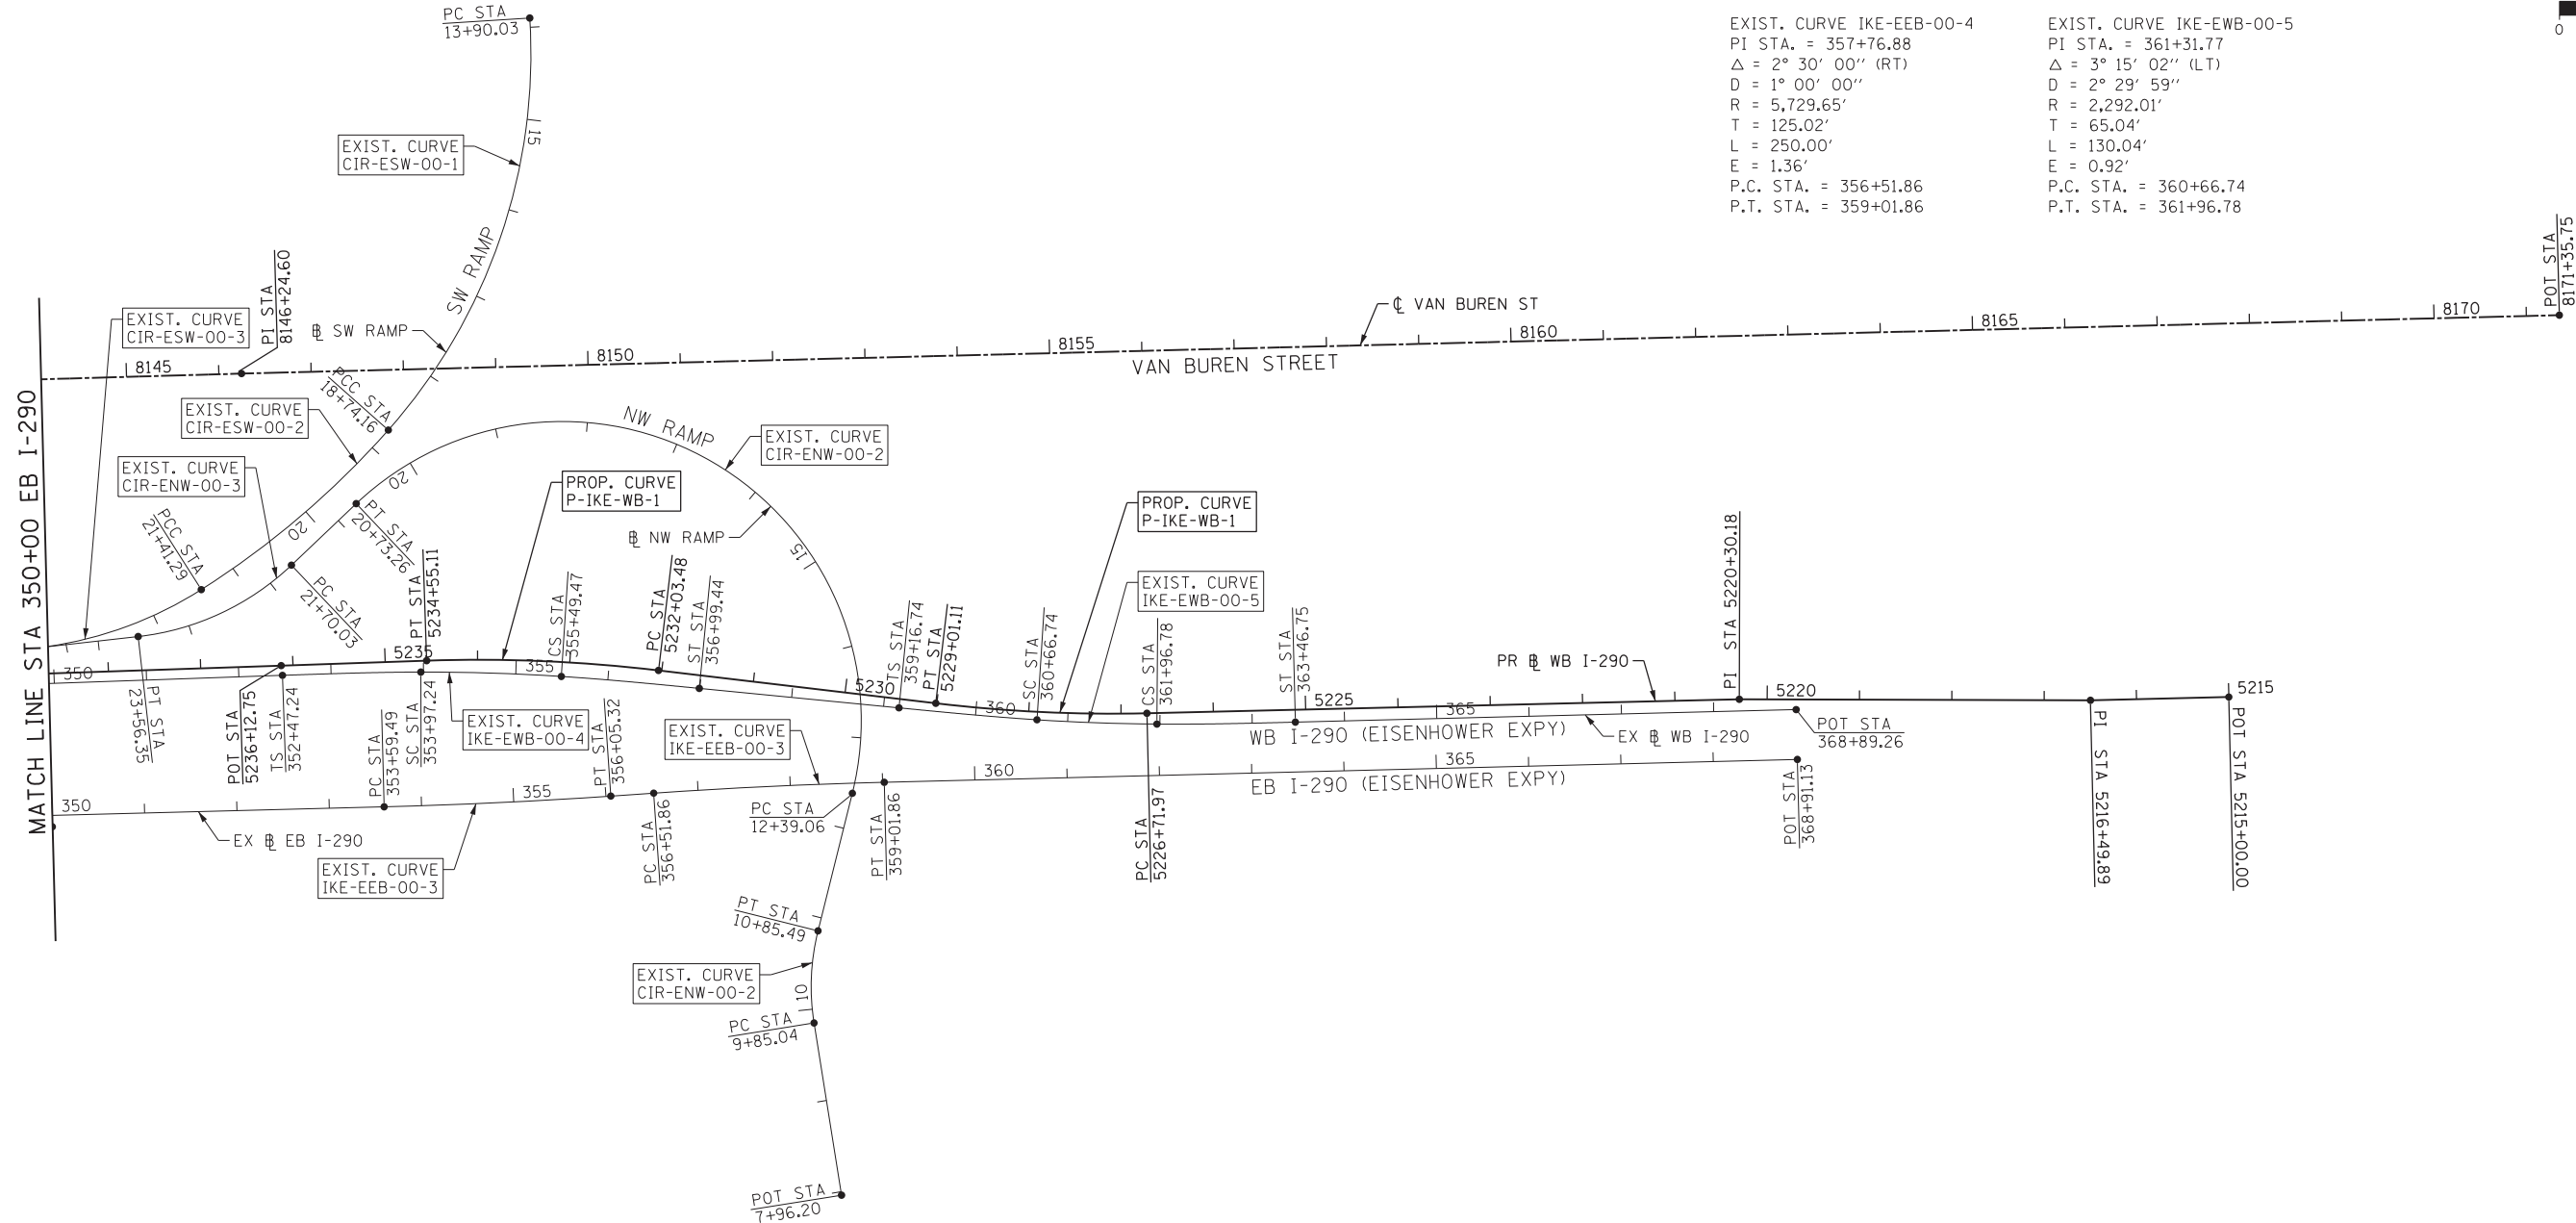 PC STA
13+90.03
15
EXIST. CURVE
CIR-ESW-00-1
SW RAMP
EXIST. CURVE IKE-EEB-00-4
PI STA. = 357+76.88
△ = 2° 30' 00'' (RT)
D = 1° 00' 00''
R = 5,729.65'
T = 125.02'
L = 250.00'
E = 1.36'
P.C. STA. = 356+51.86
P.T. STA. = 359+01.86
EXIST. CURVE IKE-EWB-00-5
PI STA. = 361+31.77
△ = 3° 15' 02'' (LT)
D = 2° 29' 59''
R = 2,292.01'
T = 65.04'
L = 130.04'
E = 0.92'
P.C. STA. = 360+66.74
P.T. STA. = 361+96.78
0
POT STA
8171+35.75
EXIST. CURVE
CIR-ESW-00-3
PI STA
8146+24.60
℄ SW RAMP
℄ VAN BUREN ST
8145
8150
8155
8160
8165
8170
VAN BUREN STREET
PCC STA
18+74.16
EXIST. CURVE
CIR-ESW-00-2
NW RAMP
EXIST. CURVE
CIR-ENW-00-2
EXIST. CURVE
CIR-ENW-00-3
20
PROP. CURVE
P-IKE-WB-1
PROP. CURVE
P-IKE-WB-1
MATCH LINE STA 350+00 EB I-290
PCC STA
21+41.29
20
PT STA
20+73.26
℄ NW RAMP
15
PI STA 5220+30.18
PC STA
21+70.03
PT STA
5234+55.11
CS STA
355+49.47
PC STA
5232+03.48
ST STA
356+99.44
EXIST. CURVE
IKE-EWB-00-5
TS STA
359+16.74
PT STA
5229+01.11
SC STA
360+66.74
CS STA
361+96.78
ST STA
363+46.75
PR ℄ WB I-290
350
5235
355
5230
360
5225
365
5220
5215
PT STA
23+56.35
POT STA
5236+12.75
TS STA
352+47.24
PC STA
353+59.49
SC STA
353+97.24
EXIST. CURVE
IKE-EWB-00-4
PT STA
356+05.32
EXIST. CURVE
IKE-EEB-00-3
WB I-290 (EISENHOWER EXPY)
EX ℄ WB I-290
POT STA
368+89.26
350
355
360
365
EB I-290 (EISENHOWER EXPY)
EX ℄ EB I-290
EXIST. CURVE
IKE-EEB-00-3
PC STA
356+51.86
PC STA
12+39.06
PT STA
359+01.86
PC STA
5226+71.97
POT STA
368+91.13
PI STA 5216+49.89
POT STA 5215+00.00
PT STA
10+85.49
EXIST. CURVE
CIR-ENW-00-2
10
PC STA
9+85.04
POT STA
7+96.20